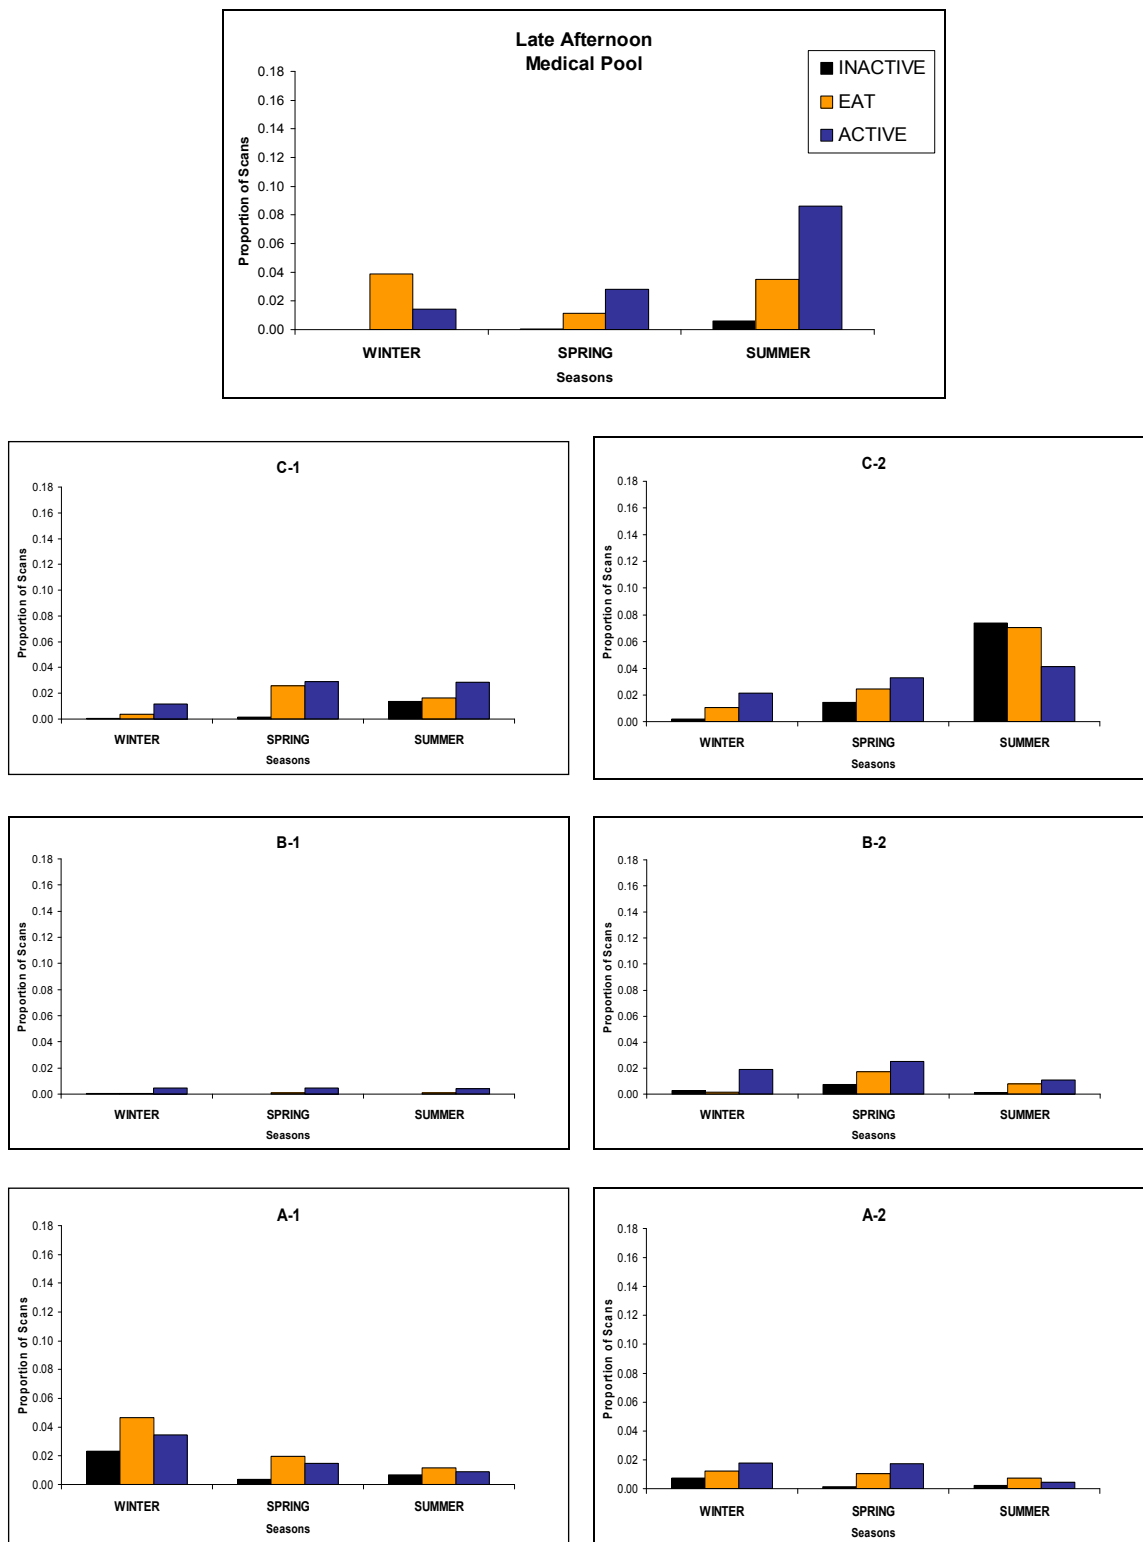 Late Afternoon
Medical Pool
INACTIVE
EAT
ACTIVE
Proportion of Scans
0.18
0.16
0.14
0.12
0.10
0.08
0.06
0.04
0.02
0.00
WINTER SPRING SUMMER
Seasons
C-1
Proportion of Scans
0.18
0.16
0.14
0.12
0.10
0.08
0.06
0.04
0.02
0.00
WINTER SPRING SUMMER
Seasons
C-2
Proportion of Scans
0.18
0.16
0.14
0.12
0.10
0.08
0.06
0.04
0.02
0.00
WINTER SPRING SUMMER
Seasons
B-1
Proportion of Scans
0.18
0.16
0.14
0.12
0.10
0.08
0.06
0.04
0.02
0.00
WINTER SPRING SUMMER
Seasons
B-2
Proportion of Scans
0.18
0.16
0.14
0.12
0.10
0.08
0.06
0.04
0.02
0.00
WINTER SPRING SUMMER
Seasons
A-1
Proportion of Scans
0.18
0.16
0.14
0.12
0.10
0.08
0.06
0.04
0.02
0.00
WINTER SPRING SUMMER
Seasons
A-2
Proportion of Scans
0.18
0.16
0.14
0.12
0.10
0.08
0.06
0.04
0.02
0.00
WINTER SPRING SUMMER
Seasons